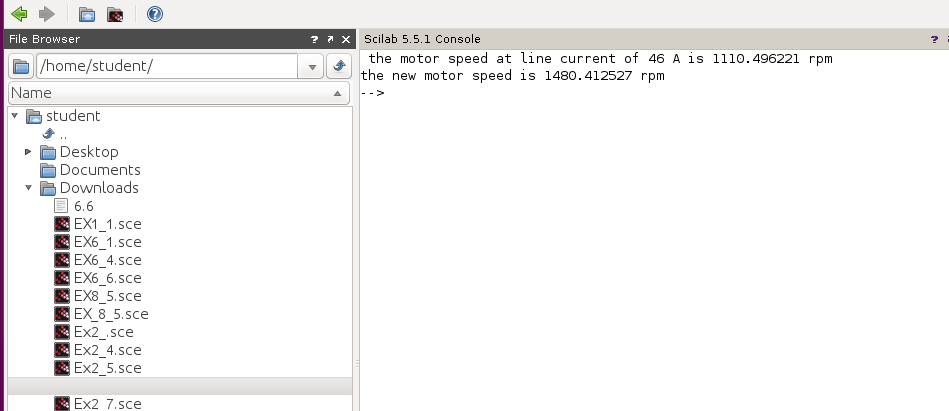 File Browser ? ✕
/home/student/
Name
student
..
Desktop
Documents
Downloads
6.6
EX1_1.sce
EX6_1.sce
EX6_4.sce
EX6_6.sce
EX8_5.sce
EX_8_5.sce
Ex2_.sce
Ex2_4.sce
Ex2_5.sce
Ex2_7.sce
Scilab 5.5.1 Console ?
the motor speed at line current of 46 A is 1110.496221 rpm
the new motor speed is 1480.412527 rpm
-->